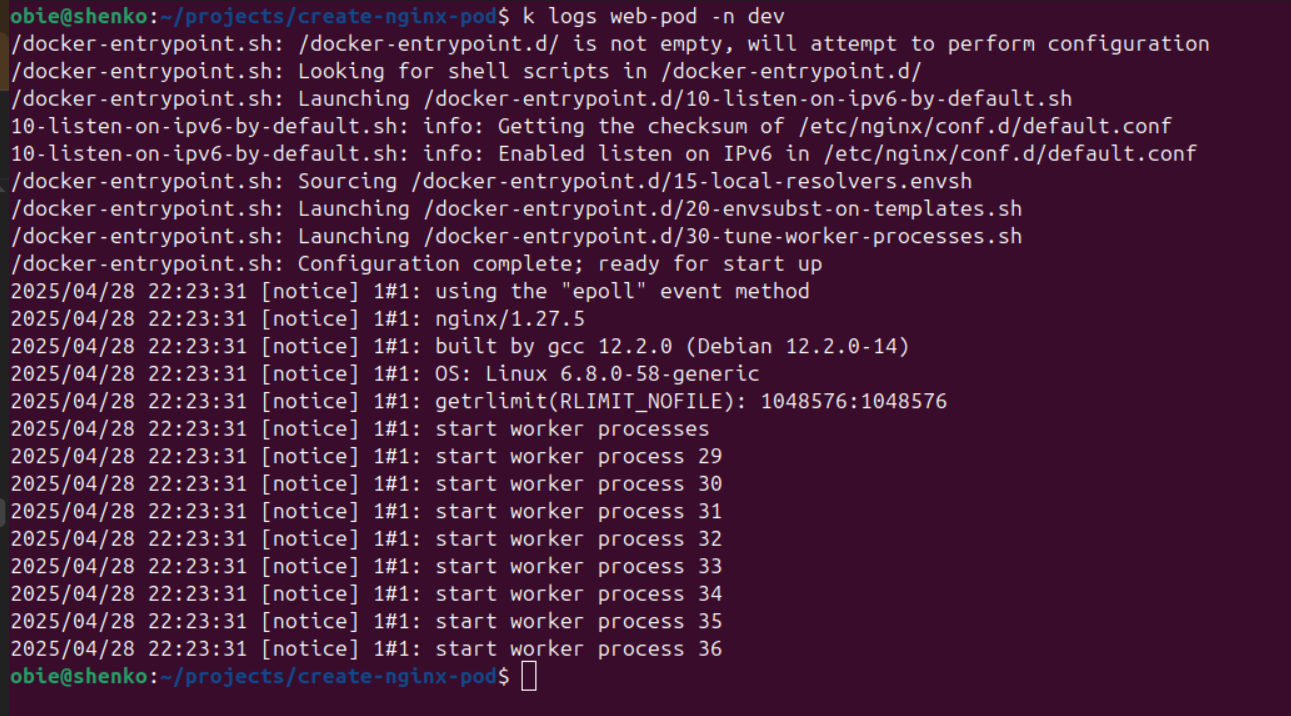 obie@shenko:~/projects/create-nginx-pod$ k logs web-pod -n dev
/docker-entrypoint.sh: /docker-entrypoint.d/ is not empty, will attempt to perform configuration
/docker-entrypoint.sh: Looking for shell scripts in /docker-entrypoint.d/
/docker-entrypoint.sh: Launching /docker-entrypoint.d/10-listen-on-ipv6-by-default.sh
10-listen-on-ipv6-by-default.sh: info: Getting the checksum of /etc/nginx/conf.d/default.conf
10-listen-on-ipv6-by-default.sh: info: Enabled listen on IPv6 in /etc/nginx/conf.d/default.conf
/docker-entrypoint.sh: Sourcing /docker-entrypoint.d/15-local-resolvers.envsh
/docker-entrypoint.sh: Launching /docker-entrypoint.d/20-envsubst-on-templates.sh
/docker-entrypoint.sh: Launching /docker-entrypoint.d/30-tune-worker-processes.sh
/docker-entrypoint.sh: Configuration complete; ready for start up
2025/04/28 22:23:31 [notice] 1#1: using the "epoll" event method
2025/04/28 22:23:31 [notice] 1#1: nginx/1.27.5
2025/04/28 22:23:31 [notice] 1#1: built by gcc 12.2.0 (Debian 12.2.0-14)
2025/04/28 22:23:31 [notice] 1#1: OS: Linux 6.8.0-58-generic
2025/04/28 22:23:31 [notice] 1#1: getrlimit(RLIMIT_NOFILE): 1048576:1048576
2025/04/28 22:23:31 [notice] 1#1: start worker processes
2025/04/28 22:23:31 [notice] 1#1: start worker process 29
2025/04/28 22:23:31 [notice] 1#1: start worker process 30
2025/04/28 22:23:31 [notice] 1#1: start worker process 31
2025/04/28 22:23:31 [notice] 1#1: start worker process 32
2025/04/28 22:23:31 [notice] 1#1: start worker process 33
2025/04/28 22:23:31 [notice] 1#1: start worker process 34
2025/04/28 22:23:31 [notice] 1#1: start worker process 35
2025/04/28 22:23:31 [notice] 1#1: start worker process 36
obie@shenko:~/projects/create-nginx-pod$